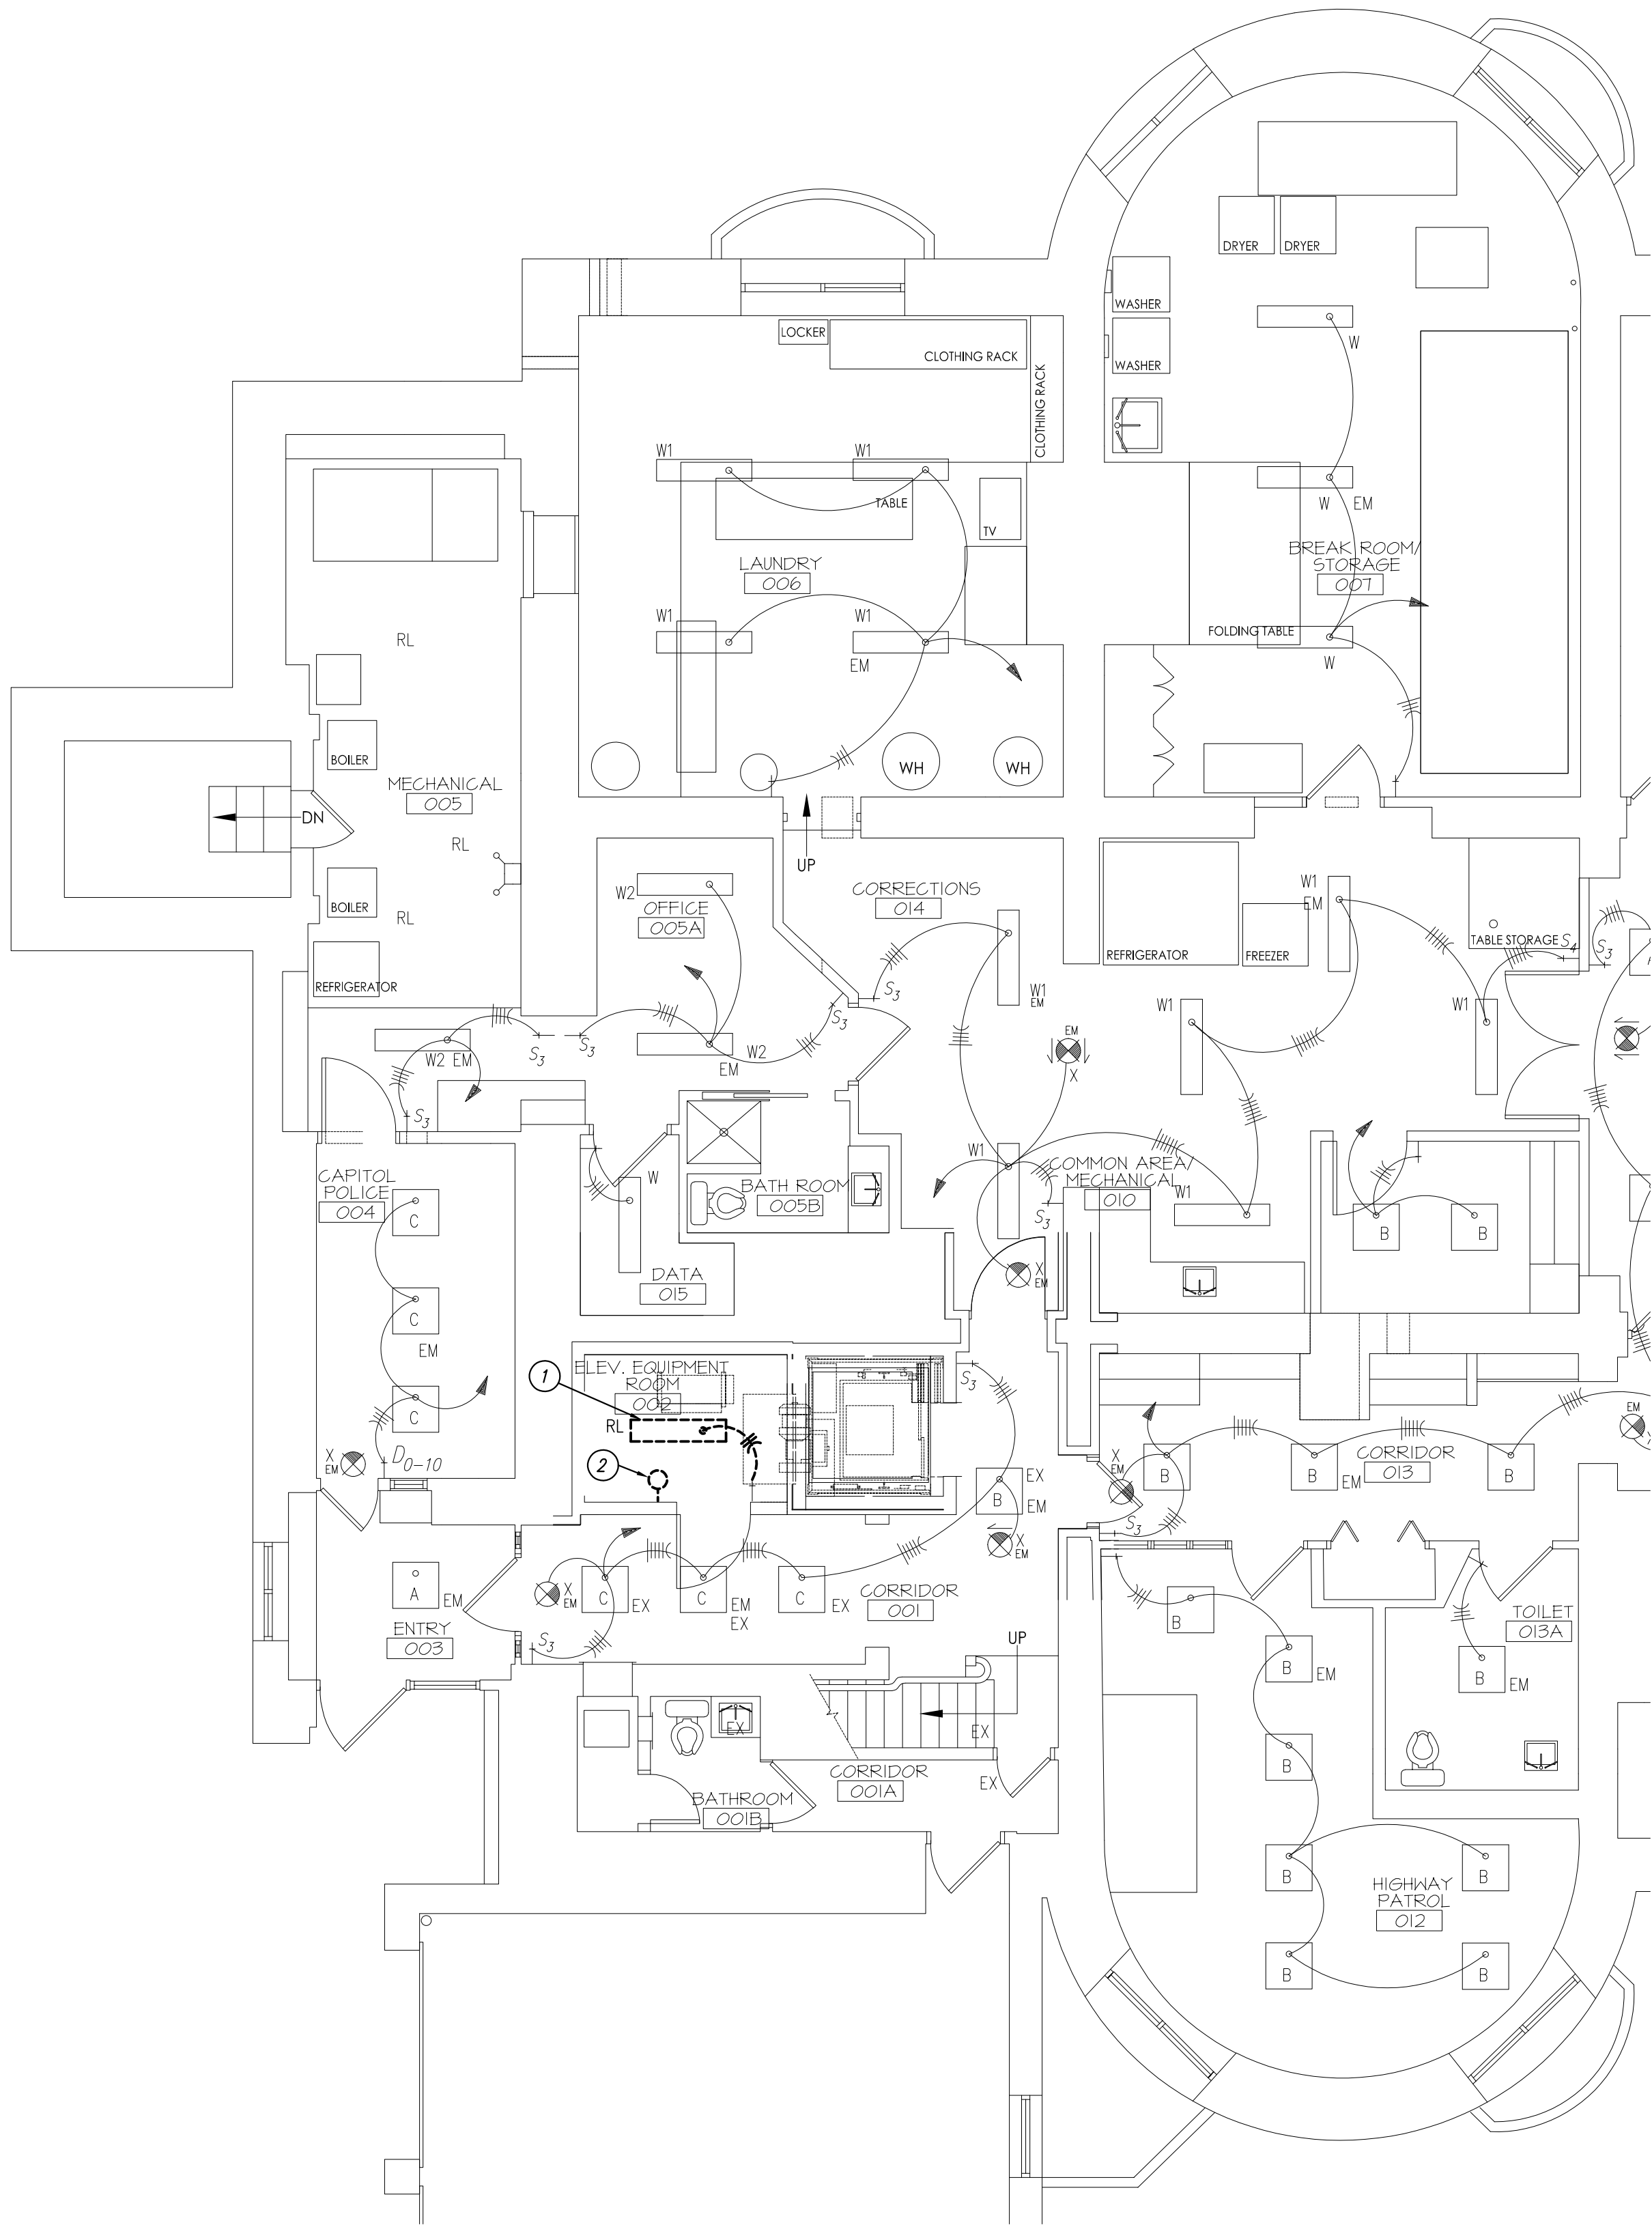 DRYER
DRYER
WASHER
WASHER
W
LOCKER
CLOTHING RACK
CLOTHING RACK
W1
W1
TABLE
TV
W
EM
LAUNDRY
006
BREAK ROOM/
STORAGE
007
W1
W1
EM
FOLDING TABLE
W
RL
BOILER
MECHANICAL
005
DN
RL
WH
WH
UP
BOILER
RL
REFRIGERATOR
W2
OFFICE
005A
CORRECTIONS
014
REFRIGERATOR
FREEZER
W1
EM
TABLE STORAGE
S4
S3
S3
S3
W1
EM
W1
W1
W2 EM
S3
S3
W2
EM
EM
X
S3
CAPITOL
POLICE
004
C
W
BATH ROOM
005B
W1
S3
COMMON AREA/
MECHANICAL
010
W1
B
B
DATA
015
X
EM
C
EM
C
X
EM
D0-10
1
ELEV. EQUIPMENT
ROOM
002
RL
2
S3
EX
B
EM
X
EM
X
EM
S3
B
B
EM
CORRIDOR
013
B
EM
X
A
EM
ENTRY
003
X
EM
S3
C
EX
C
EM
EX
C
EX
CORRIDOR
001
UP
B
B
EM
TOILET
013A
B
EM
EX
EX
EX
CORRIDOR
001A
BATHROOM
001B
B
B
B
HIGHWAY
PATROL
012
B
B